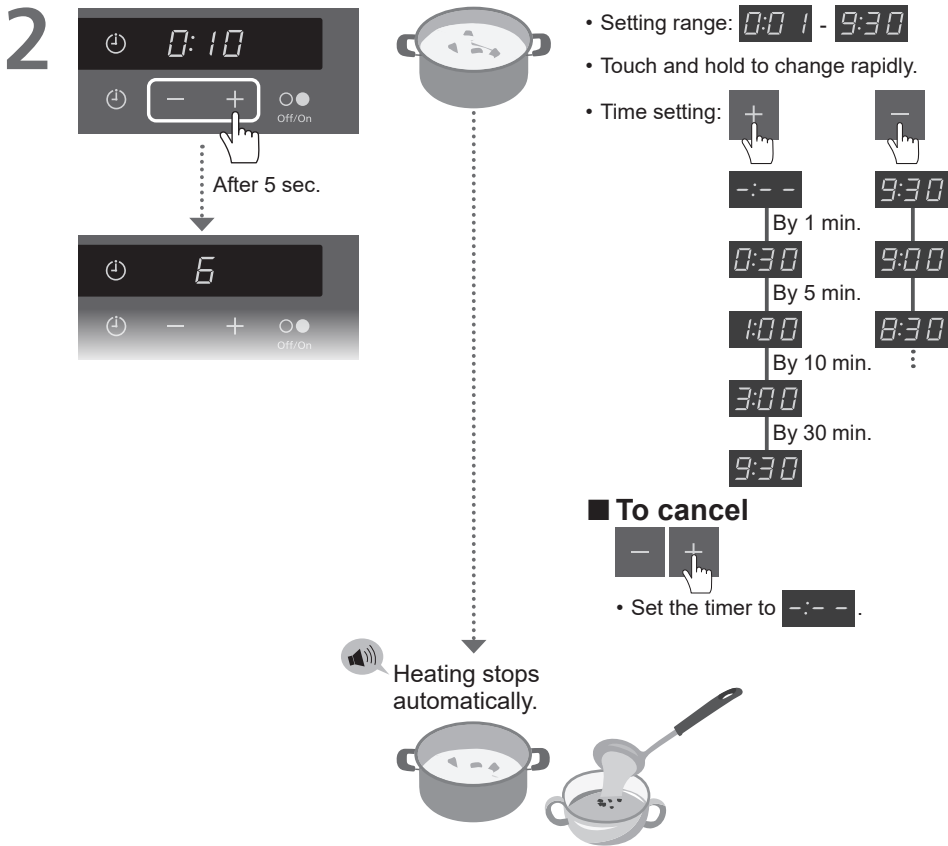 2
0:10
− +
Off/On
After 5 sec.
6
− +
Off/On
• Setting range: 0:01 - 9:30
• Touch and hold to change rapidly.
• Time setting: + −
-:- -
By 1 min.
0:30
By 5 min.
1:00
By 10 min.
3:00
By 30 min.
9:30
9:30
9:00
8:30
■ To cancel
− +
• Set the timer to -:- - .
Heating stops
automatically.